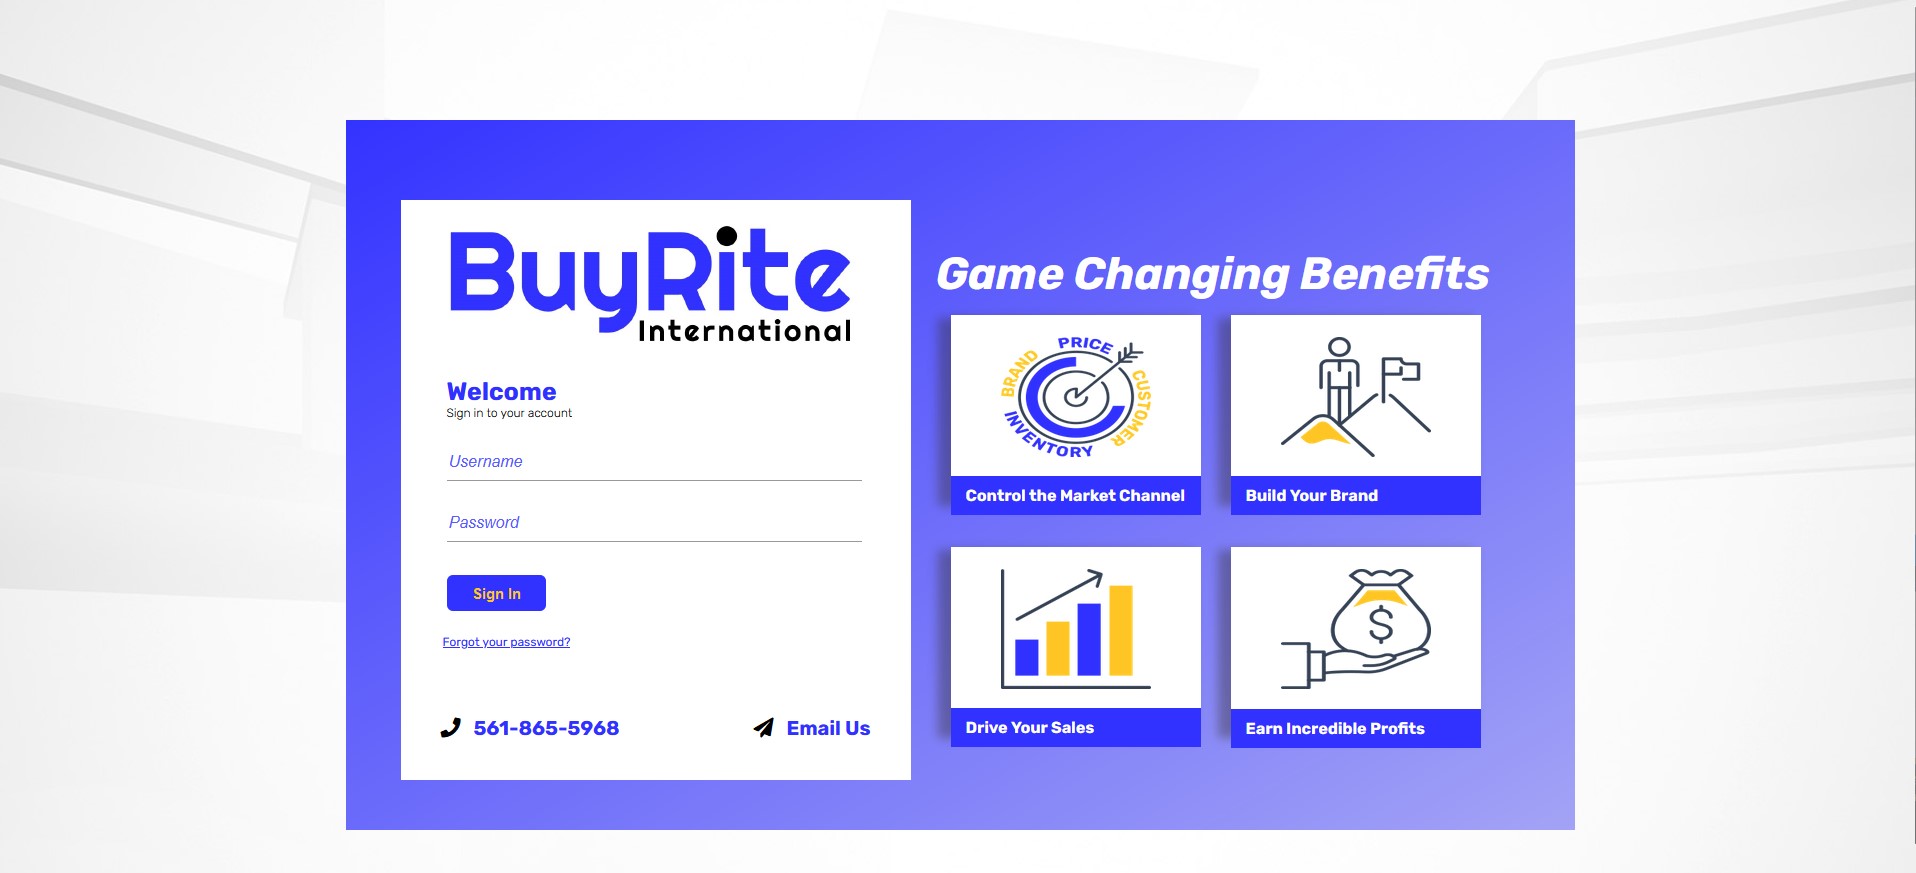 BuyRite
International
Welcome
Sign in to your account
Username
Password
Sign In
Forgot your password?
561-865-5968
Email Us
Game Changing Benefits
BRAND
PRICE
CUSTOMER
INVENTORY
Control the Market Channel
Build Your Brand
Drive Your Sales
$
Earn Incredible Profits